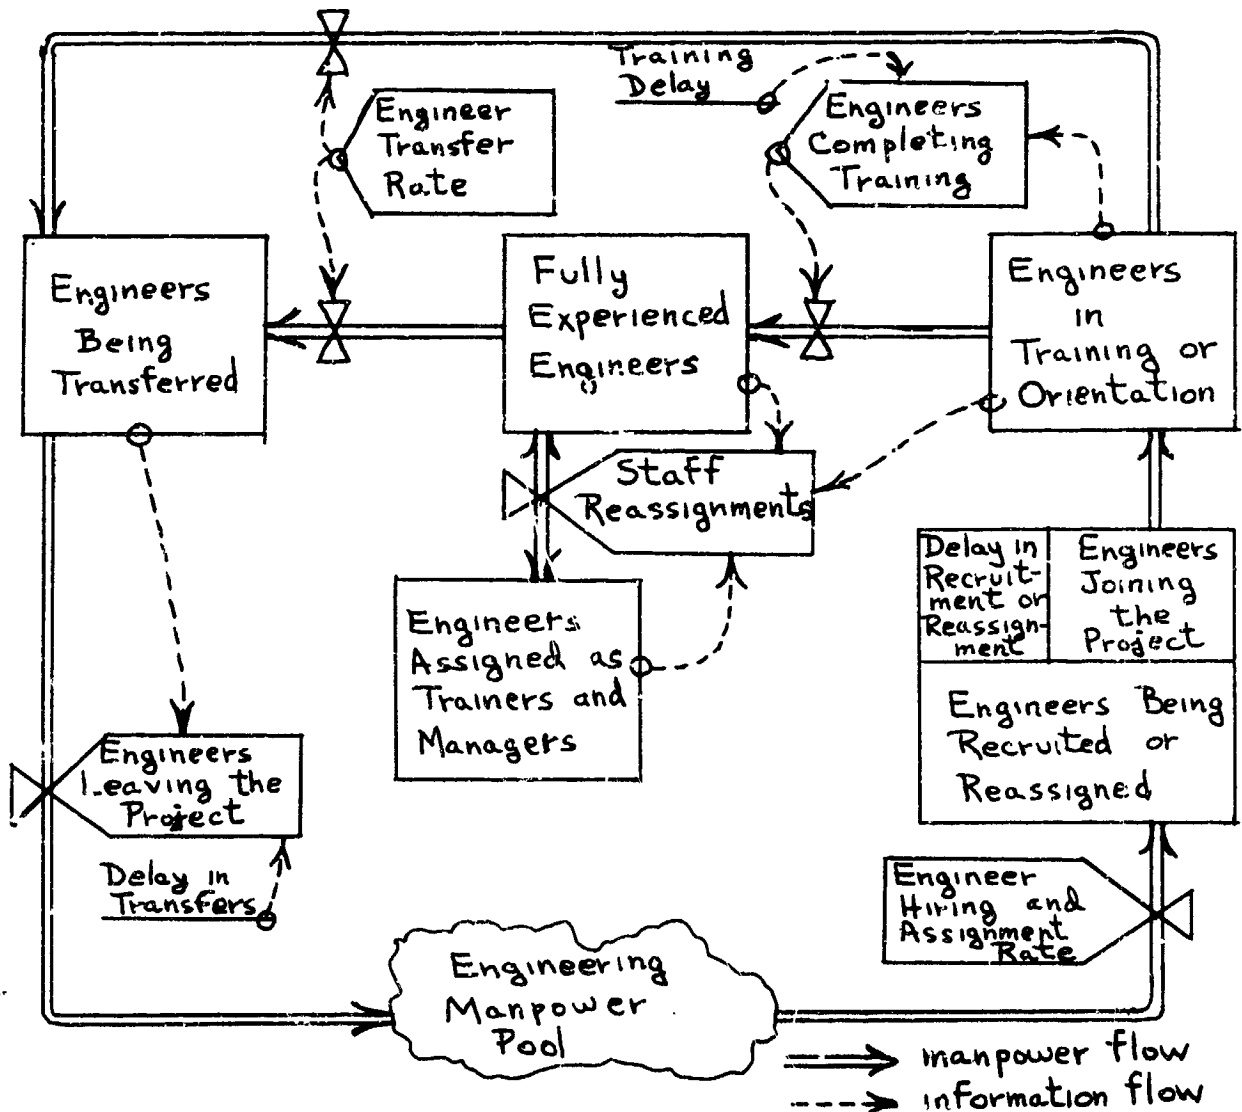 Training
Delay
Engineer
Transfer
Rate
Engineers
Completing
Training
Engineers
Being
Transferred
Fully
Experienced
Engineers
Engineers
in
Training or
Orientation
Staff
Reassignments
Delay in
Recruit-
ment or
Reassign-
ment
Engineers
Joining
the
Project
Engineers
Assigned as
Trainers and
Managers
Engineers Being
Recruited or
Reassigned
Engineers
Leaving the
Project
Delay in
Transfers
Engineer
Hiring and
Assignment
Rate
Engineering
Manpower
Pool
manpower flow
information flow